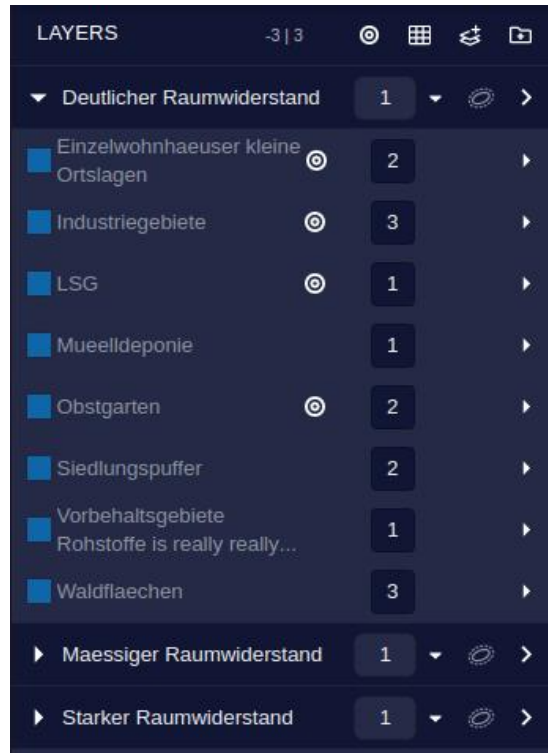 LAYERS -3 | 3
Deutlicher Raumwiderstand 1
Einzelwohnhaeuser kleine
Ortslagen 2
Industriegebiete 3
LSG 1
Mueelldeponie 1
Obstgarten 2
Siedlungspuffer 2
Vorbehaltsgebiete
Rohstoffe is really really... 1
Waldflaechen 3
Maessiger Raumwiderstand 1
Starker Raumwiderstand 1